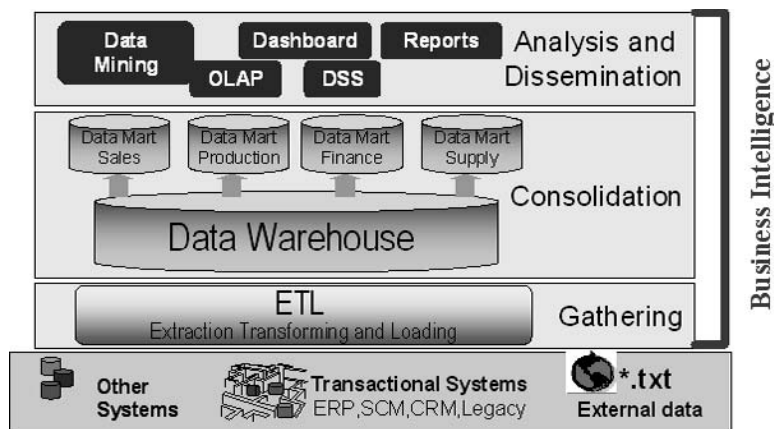 Data
Mining
Dashboard
Reports
OLAP
DSS
Analysis and
Dissemination
Data Mart
Sales
Data Mart
Production
Data Mart
Finance
Data Mart
Supply
Consolidation
Data Warehouse
ETL
Extraction Transforming and Loading
Gathering
Business Intelligence
Other
Systems
Transactional Systems
ERP,SCM,CRM,Legacy
*.txt
External data